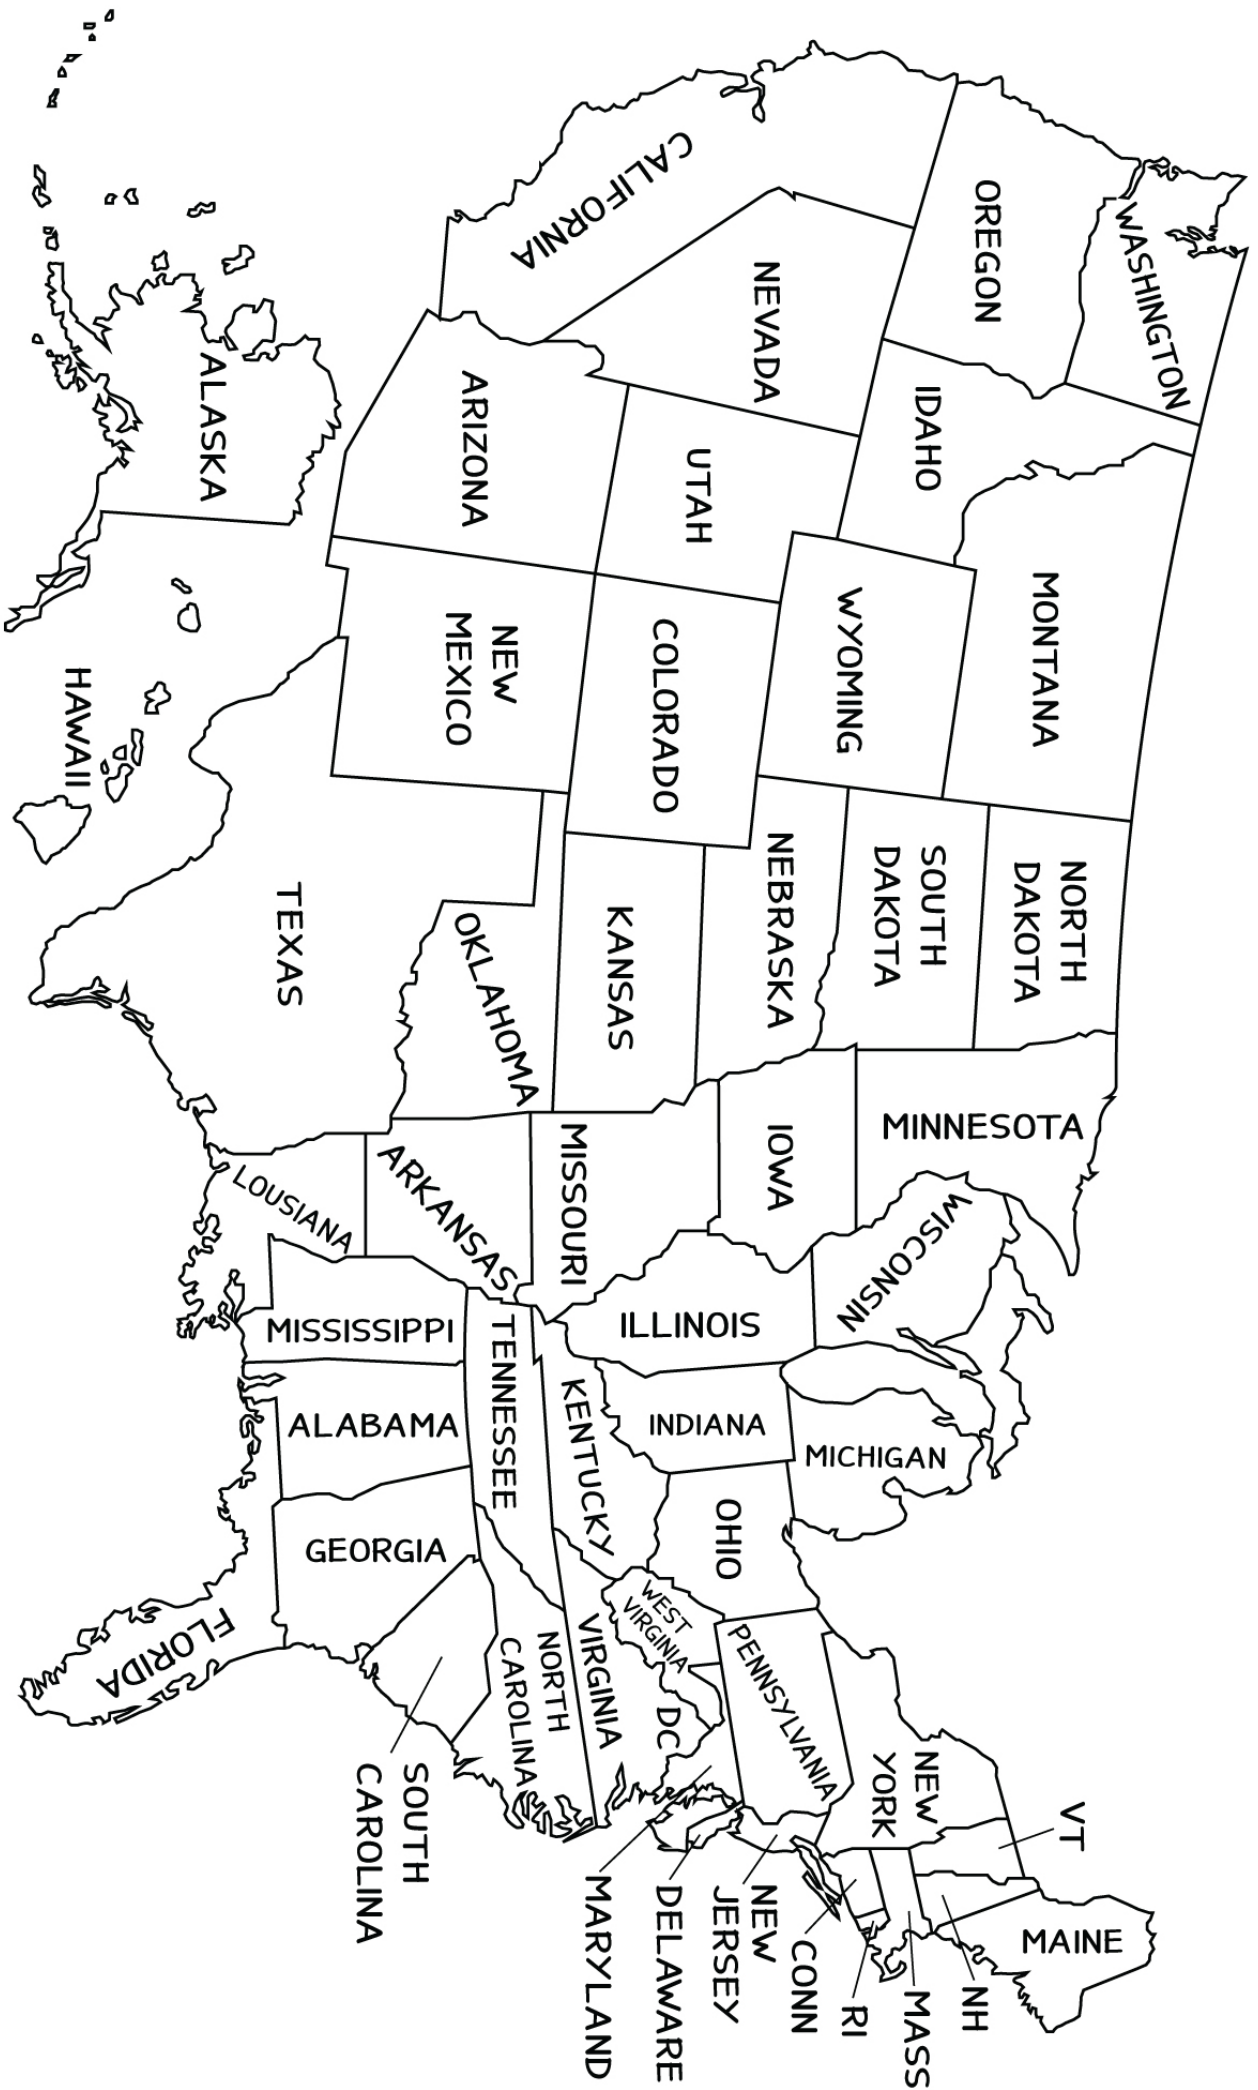 WASHINGTON
OREGON
CALIFORNIA
NEVADA
IDAHO
MONTANA
WYOMING
UTAH
ARIZONA
COLORADO
NEW
MEXICO
NORTH
DAKOTA
SOUTH
DAKOTA
NEBRASKA
KANSAS
OKLAHOMA
TEXAS
MINNESOTA
IOWA
MISSOURI
ARKANSAS
LOUSIANA
WISCONSIN
ILLINOIS
MISSISSIPPI
MICHIGAN
INDIANA
OHIO
KENTUCKY
TENNESSEE
ALABAMA
GEORGIA
FLORIDA
WEST
VIRGINIA
VIRGINIA
DC
NORTH
CAROLINA
SOUTH
CAROLINA
PENNSYLVANIA
NEW
YORK
VT
MAINE
NH
MASS
RI
CONN
NEW
JERSEY
DELAWARE
MARYLAND
ALASKA
HAWAII